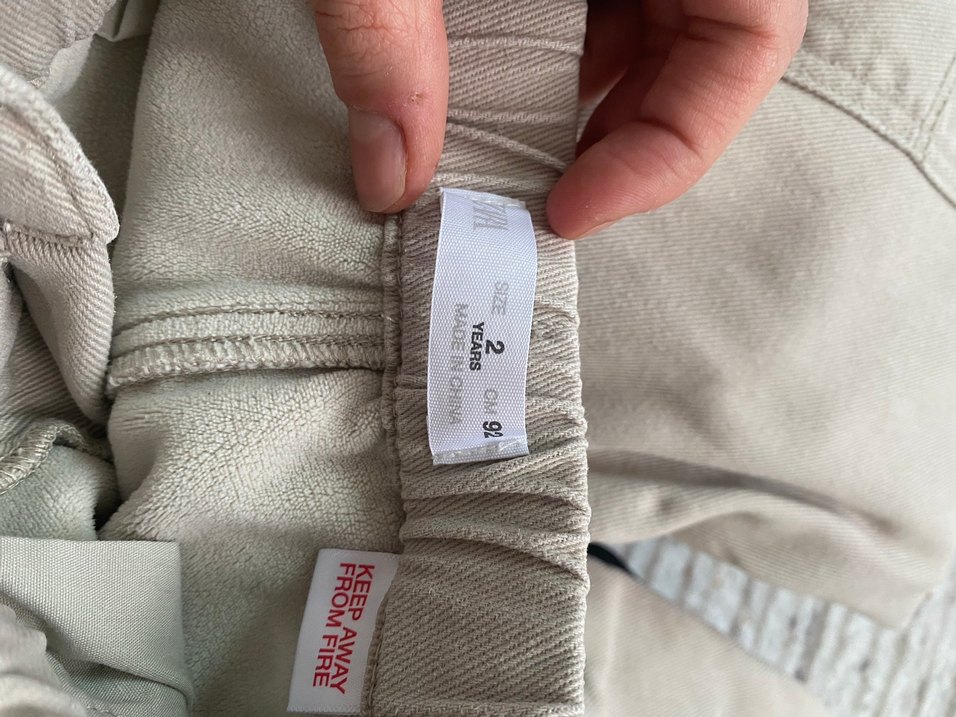 SIZE 2 CM 92
YEARS
MADE IN CHINA
KEEP AWAY
FROM FIRE